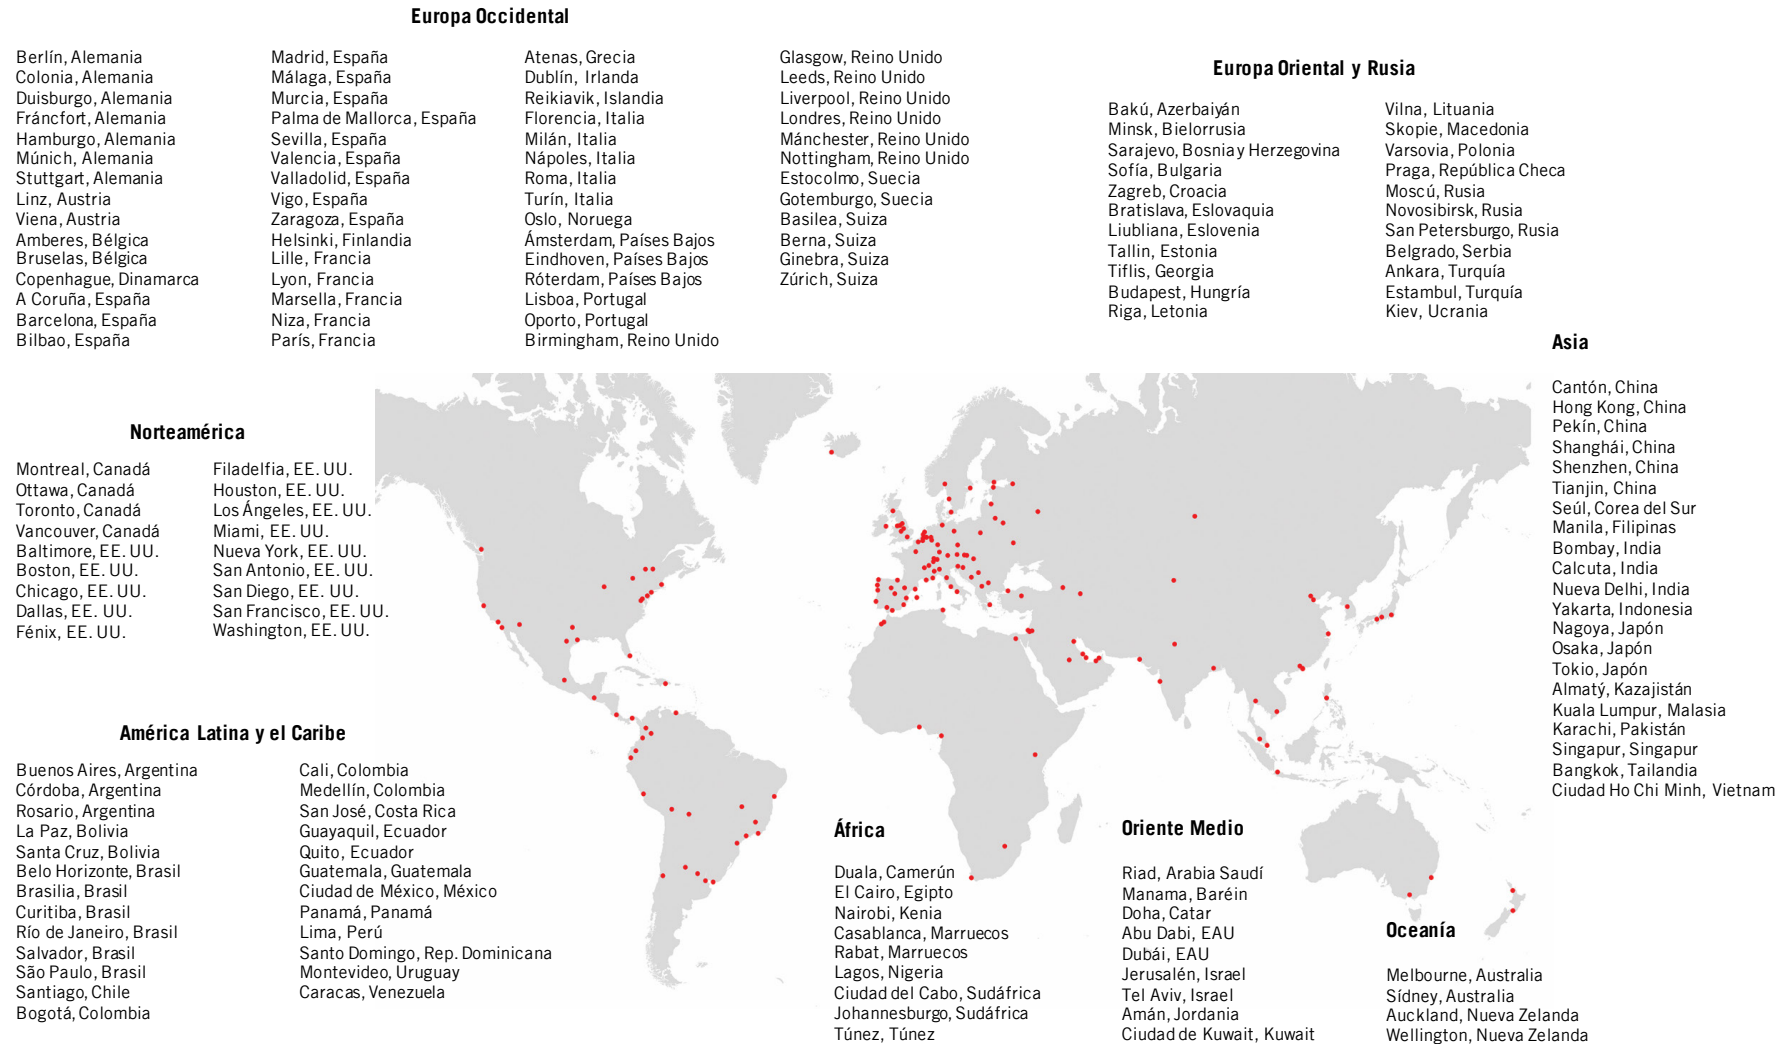 Europa Occidental
Berlín, Alemania
Colonia, Alemania
Duisburgo, Alemania
Fráncfort, Alemania
Hamburgo, Alemania
Múnich, Alemania
Stuttgart, Alemania
Linz, Austria
Viena, Austria
Amberes, Bélgica
Bruselas, Bélgica
Copenhague, Dinamarca
A Coruña, España
Barcelona, España
Bilbao, España
Madrid, España
Málaga, España
Murcia, España
Palma de Mallorca, España
Sevilla, España
Valencia, España
Valladolid, España
Vigo, España
Zaragoza, España
Helsinki, Finlandia
Lille, Francia
Lyon, Francia
Marsella, Francia
Niza, Francia
París, Francia
Atenas, Grecia
Dublín, Irlanda
Reikiavik, Islandia
Florencia, Italia
Milán, Italia
Nápoles, Italia
Roma, Italia
Turín, Italia
Oslo, Noruega
Ámsterdam, Países Bajos
Eindhoven, Países Bajos
Róterdam, Países Bajos
Lisboa, Portugal
Oporto, Portugal
Birmingham, Reino Unido
Glasgow, Reino Unido
Leeds, Reino Unido
Liverpool, Reino Unido
Londres, Reino Unido
Mánchester, Reino Unido
Nottingham, Reino Unido
Estocolmo, Suecia
Gotemburgo, Suecia
Basilea, Suiza
Berna, Suiza
Ginebra, Suiza
Zúrich, Suiza
Europa Oriental y Rusia
Bakú, Azerbaiyán
Minsk, Bielorrusia
Sarajevo, Bosnia y Herzegovina
Sofía, Bulgaria
Zagreb, Croacia
Bratislava, Eslovaquia
Liubliana, Eslovenia
Tallin, Estonia
Tiflis, Georgia
Budapest, Hungría
Riga, Letonia
Vilna, Lituania
Skopie, Macedonia
Varsovia, Polonia
Praga, República Checa
Moscú, Rusia
Novosibirsk, Rusia
San Petersburgo, Rusia
Belgrado, Serbia
Ankara, Turquía
Estambul, Turquía
Kiev, Ucrania
Asia
Cantón, China
Hong Kong, China
Pekín, China
Shanghái, China
Shenzhen, China
Tianjin, China
Seúl, Corea del Sur
Manila, Filipinas
Bombay, India
Calcuta, India
Nueva Delhi, India
Yakarta, Indonesia
Nagoya, Japón
Osaka, Japón
Tokio, Japón
Almatý, Kazajistán
Kuala Lumpur, Malasia
Karachi, Pakistán
Singapur, Singapur
Bangkok, Tailandia
Ciudad Ho Chi Minh, Vietnam
Norteamérica
Montreal, Canadá
Ottawa, Canadá
Toronto, Canadá
Vancouver, Canadá
Baltimore, EE. UU.
Boston, EE. UU.
Chicago, EE. UU.
Dallas, EE. UU.
Fénix, EE. UU.
Filadelfia, EE. UU.
Houston, EE. UU.
Los Ángeles, EE. UU.
Miami, EE. UU.
Nueva York, EE. UU.
San Antonio, EE. UU.
San Diego, EE. UU.
San Francisco, EE. UU.
Washington, EE. UU.
América Latina y el Caribe
Buenos Aires, Argentina
Córdoba, Argentina
Rosario, Argentina
La Paz, Bolivia
Santa Cruz, Bolivia
Belo Horizonte, Brasil
Brasilia, Brasil
Curitiba, Brasil
Río de Janeiro, Brasil
Salvador, Brasil
São Paulo, Brasil
Santiago, Chile
Bogotá, Colombia
Cali, Colombia
Medellín, Colombia
San José, Costa Rica
Guayaquil, Ecuador
Quito, Ecuador
Guatemala, Guatemala
Ciudad de México, México
Panamá, Panamá
Lima, Perú
Santo Domingo, Rep. Dominicana
Montevideo, Uruguay
Caracas, Venezuela
África
Duala, Camerún
El Cairo, Egipto
Nairobi, Kenia
Casablanca, Marruecos
Rabat, Marruecos
Lagos, Nigeria
Ciudad del Cabo, Sudáfrica
Johannesburgo, Sudáfrica
Túnez, Túnez
Oriente Medio
Riad, Arabia Saudí
Manama, Baréin
Doha, Catar
Abu Dabi, EAU
Dubái, EAU
Jerusalén, Israel
Tel Aviv, Israel
Amán, Jordania
Ciudad de Kuwait, Kuwait
Oceanía
Melbourne, Australia
Sídney, Australia
Auckland, Nueva Zelanda
Wellington, Nueva Zelanda